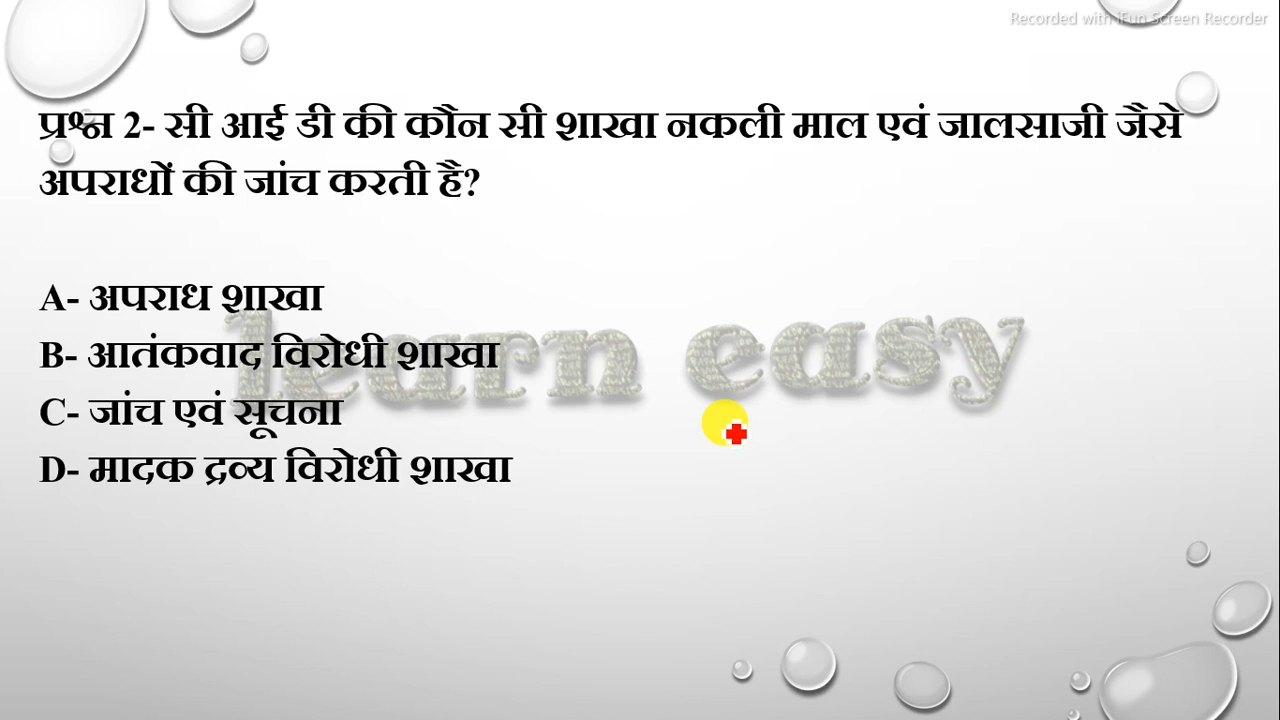 Recorded with iFun Screen Recorder
प्रश्न 2- सी आई डी की कौन सी शाखा नकली माल एवं जालसाजी जैसे
अपराधों की जांच करती है?
A- अपराध शाखा
B- आतंकवाद विरोधी शाखा
C- जांच एवं सूचना
D- मादक द्रव्य विरोधी शाखा
learn easy